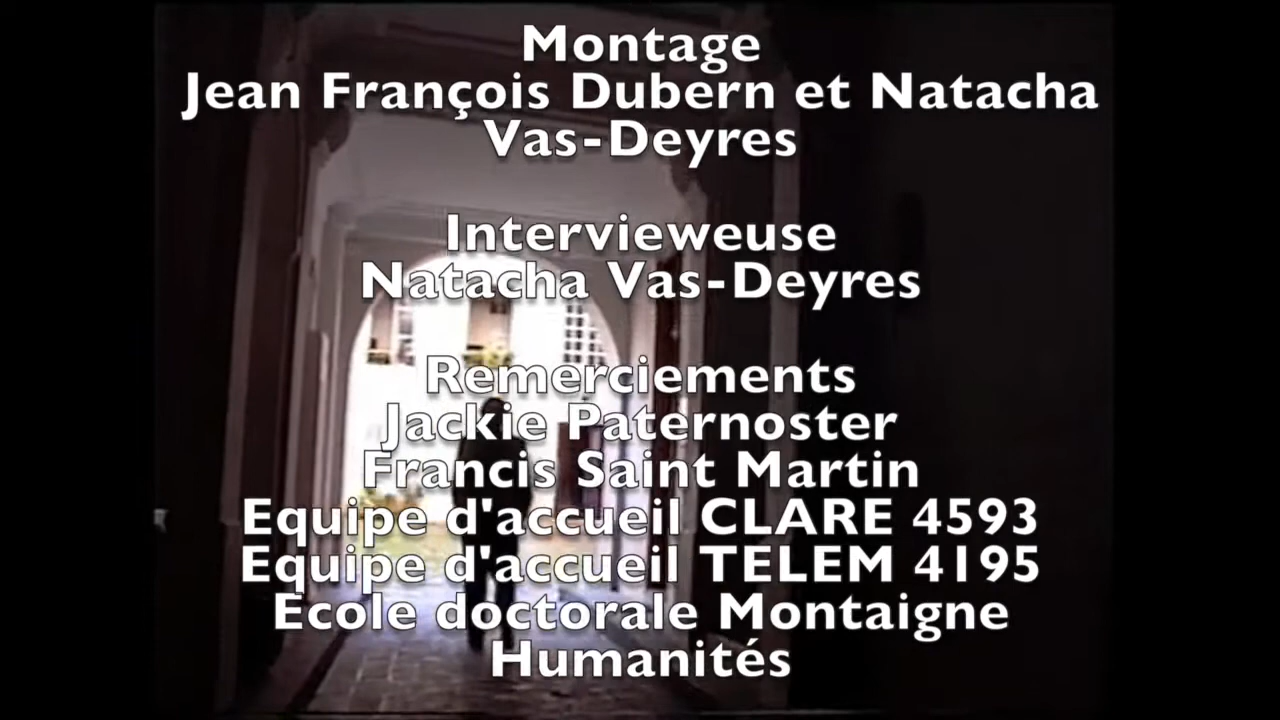 Montage
Jean François Dubern et Natacha
Vas-Deyres
Intervieweuse
Natacha Vas-Deyres
Remerciements
Jackie Paternoster
Francis Saint Martin
Equipe d'accueil CLARE 4593
Equipe d'accueil TELEM 4195
Ecole doctorale Montaigne
Humanités